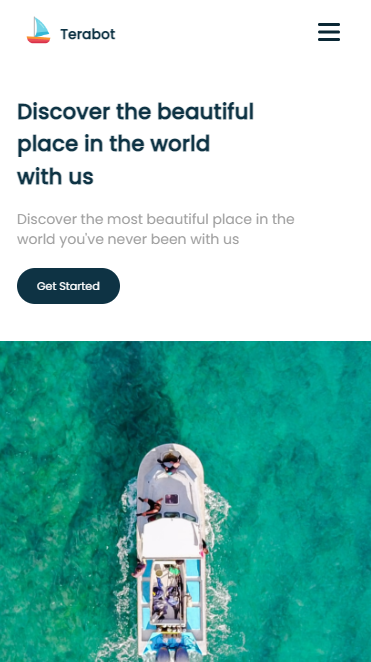 Terabot
Discover the beautiful
place in the world
with us
Discover the most beautiful place in the
world you've never been with us
Get Started